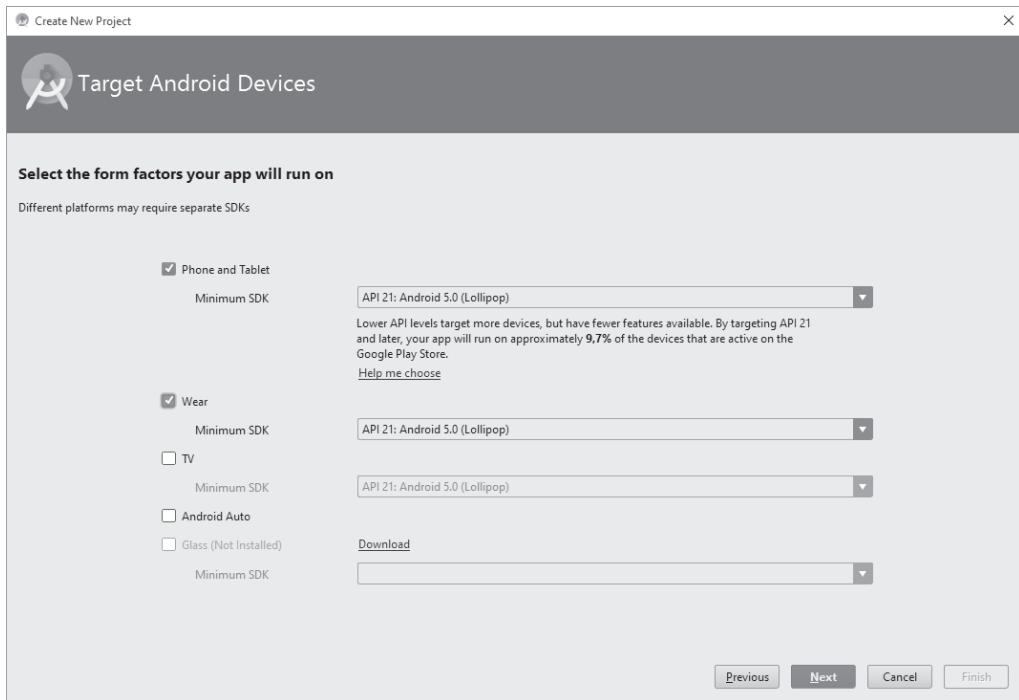 Create New Project
Target Android Devices
Select the form factors your app will run on
Different platforms may require separate SDKs
Phone and Tablet
Minimum SDK
API 21: Android 5.0 (Lollipop)
Lower API levels target more devices, but have fewer features available. By targeting API 21
and later, your app will run on approximately 9,7% of the devices that are active on the
Google Play Store.
Help me choose
Wear
Minimum SDK
API 21: Android 5.0 (Lollipop)
TV
Minimum SDK
API 21: Android 5.0 (Lollipop)
Android Auto
Glass (Not Installed)
Download
Minimum SDK
Previous
Next
Cancel
Finish